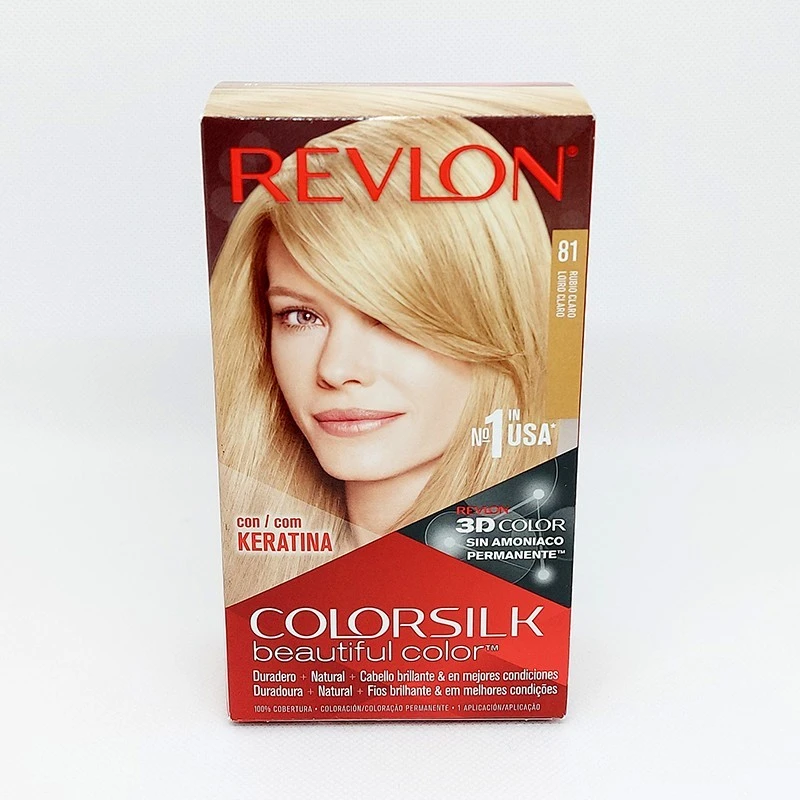 REVLON®
81
RUBIO CLARO
LOIRO CLARO
Nº1 IN USA*
con / com
KERATINA
REVLON
3D COLOR
SIN AMONIACO
PERMANENTE™
COLORSILK
beautiful color™
Duradero + Natural + Cabello brillante & en mejores condiciones
Duradoura + Natural + Fios brilhante & em melhores condições
100% COBERTURA • COLORACIÓN/COLORAÇÃO PERMANENTE • 1 APLICACIÓN/APLICAÇÃO